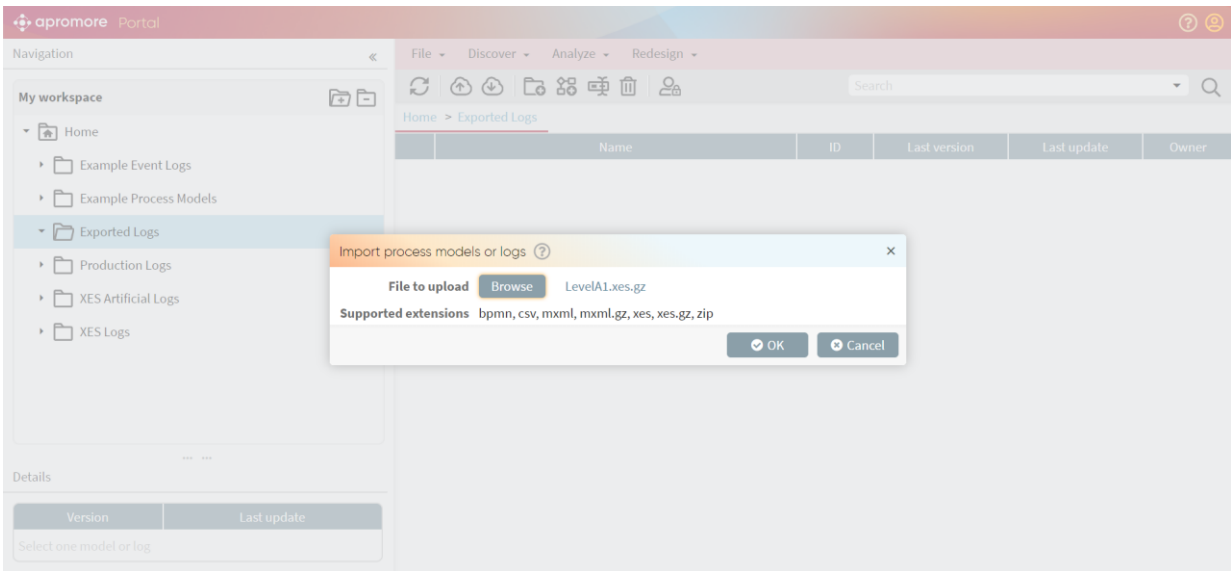 apromore Portal
Navigation
File Discover Analyze Redesign
My workspace
Search
Home > Exported Logs
Home
Name ID Last version Last update Owner
Example Event Logs
Example Process Models
Exported Logs
Production Logs
XES Artificial Logs
XES Logs
Import process models or logs ?
File to upload Browse LevelA1.xes.gz
Supported extensions bpmn, csv, mxml, mxml.gz, xes, xes.gz, zip
OK Cancel
Details
Version Last update
Select one model or log